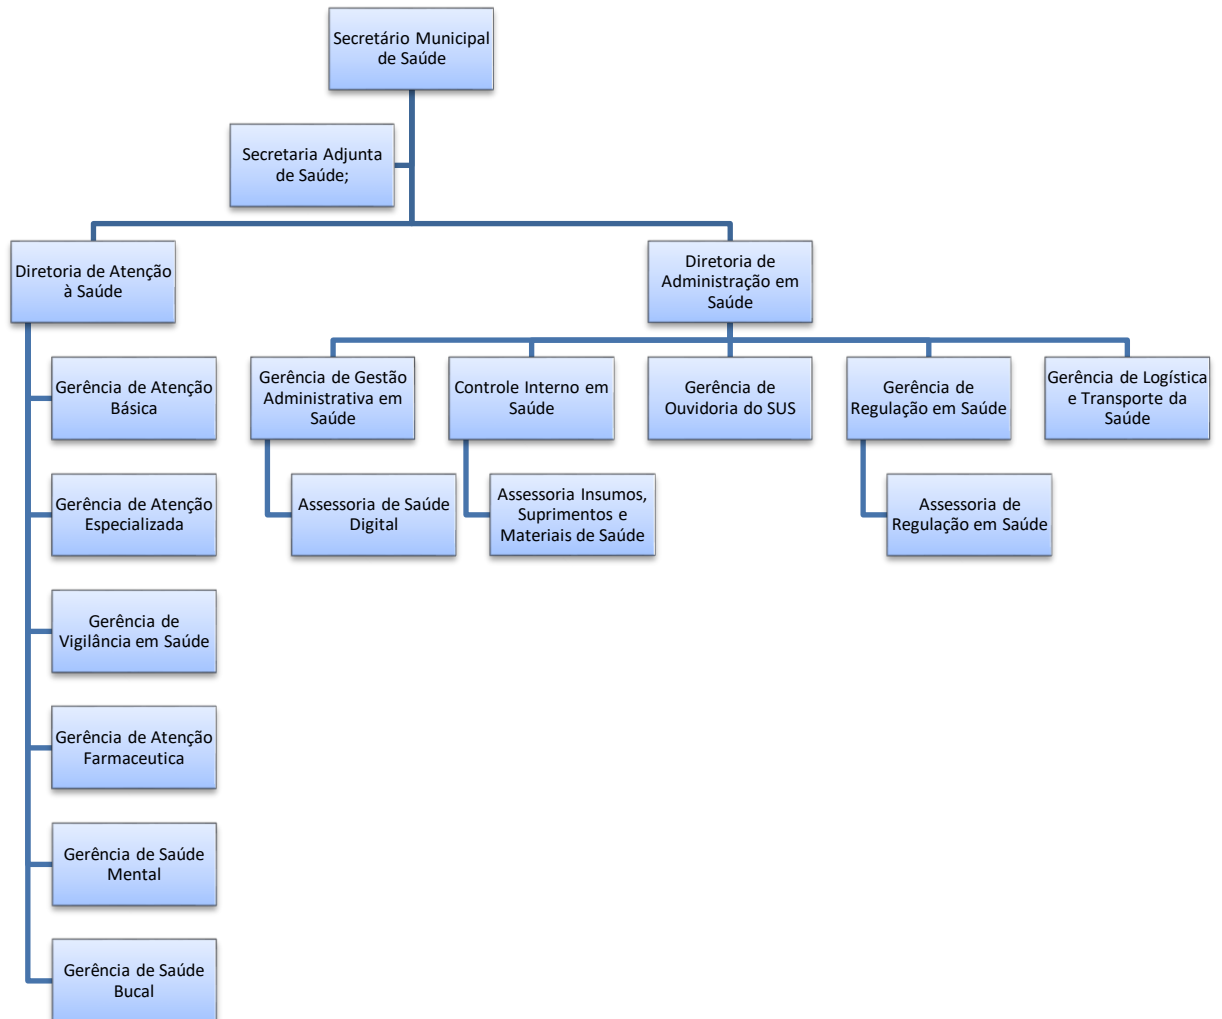 Secretário Municipal
de Saúde
Secretaria Adjunta
de Saúde;
Diretoria de Atenção
à Saúde
Diretoria de
Administração em
Saúde
Gerência de Atenção
Básica
Gerência de Gestão
Administrativa em
Saúde
Controle Interno em
Saúde
Gerência de
Ouvidoria do SUS
Gerência de
Regulação em Saúde
Gerência de Logística
e Transporte da
Saúde
Gerência de Atenção
Especializada
Assessoria de Saúde
Digital
Assessoria Insumos,
Suprimentos e
Materiais de Saúde
Assessoria de
Regulação em Saúde
Gerência de
Vigilância em Saúde
Gerência de Atenção
Farmaceutica
Gerência de Saúde
Mental
Gerência de Saúde
Bucal